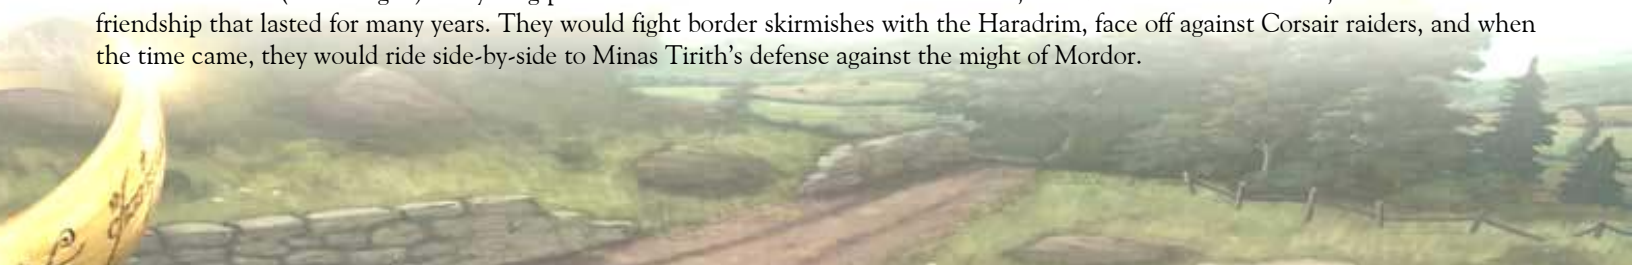 friendship that lasted for many years. They would fight border skirmishes with the Haradrim, face off against Corsair raiders, and when
the time came, they would ride side-by-side to Minas Tirith’s defense against the might of Mordor.